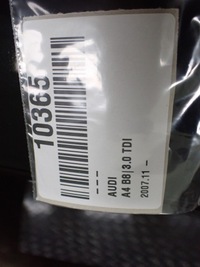 10365
– – –
AUDI
A4 B8|3.0 TDI
2007.11 –